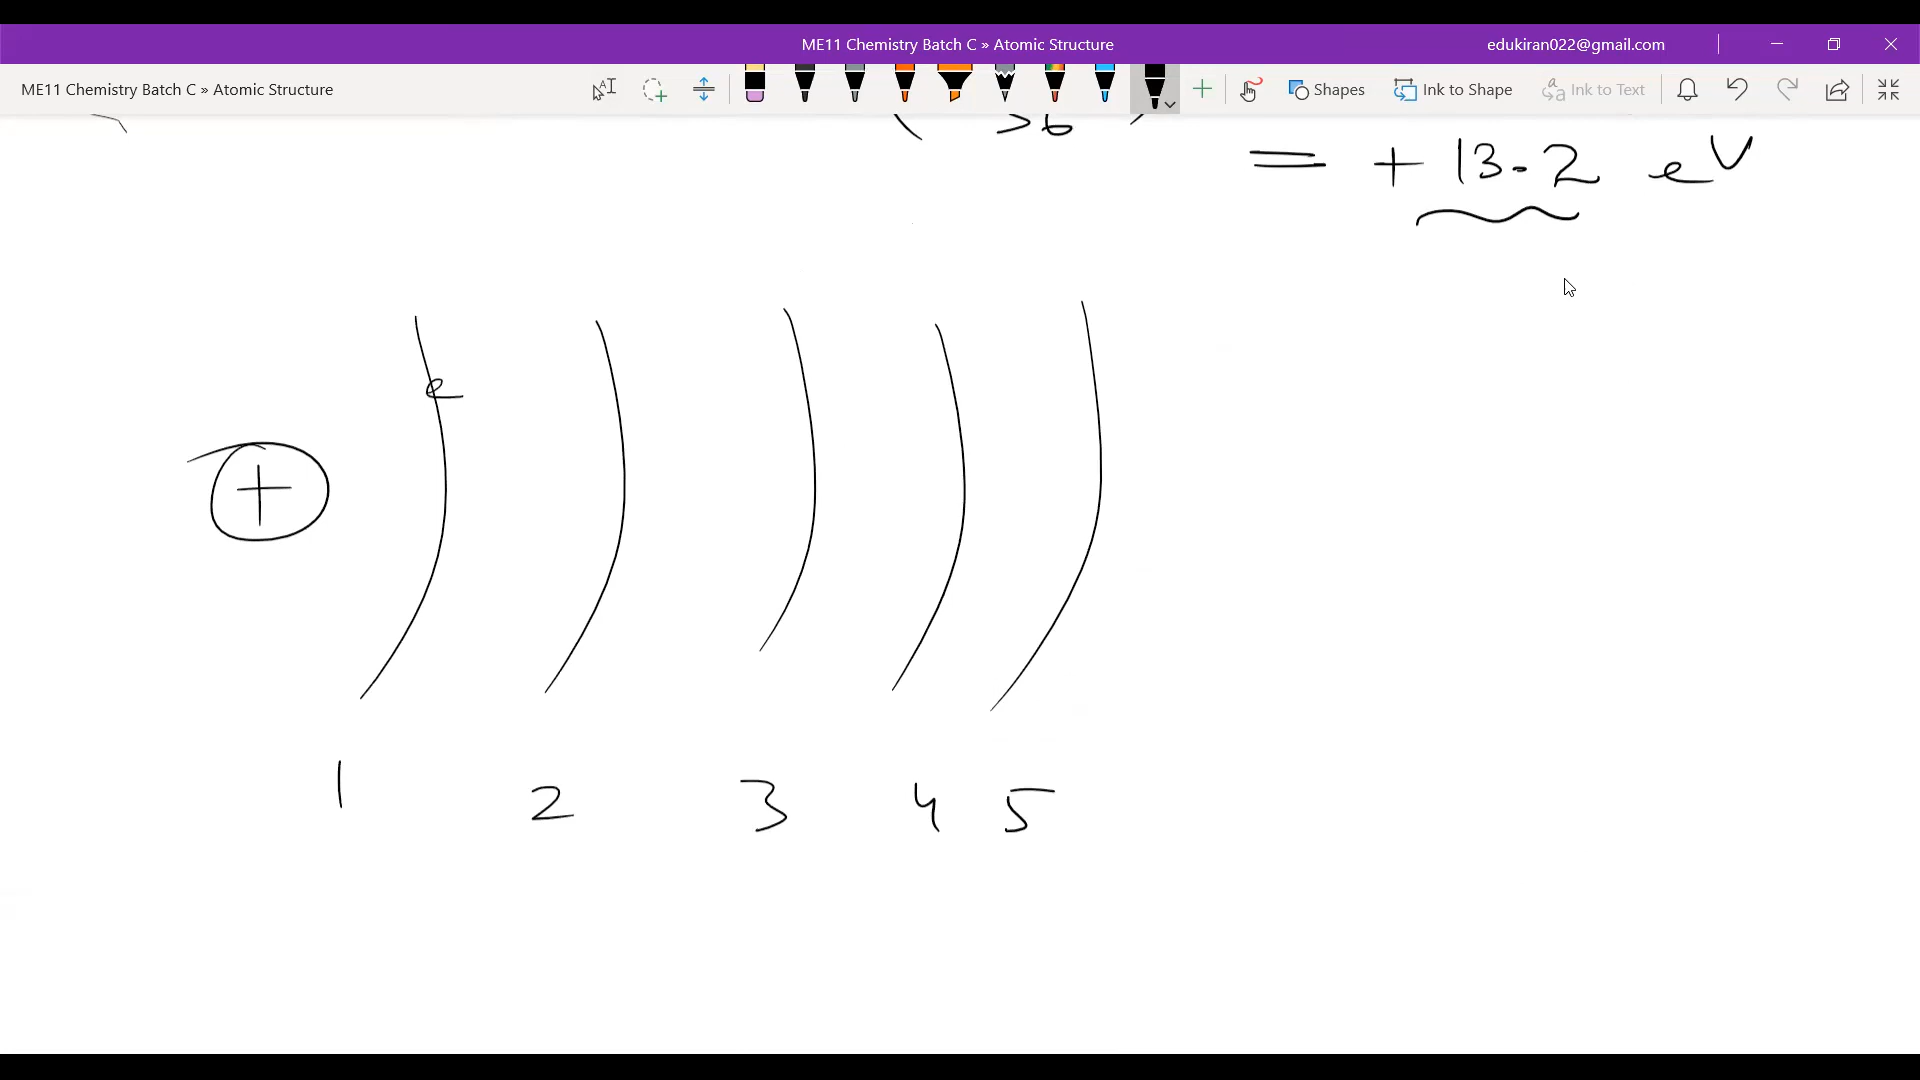 ME11 Chemistry Batch C » Atomic Structure
edukiran022@gmail.com
ME11 Chemistry Batch C » Atomic Structure
Shapes
Ink to Shape
Ink to Text
36
= + 13.2 eV
e
+
1 2 3 4 5